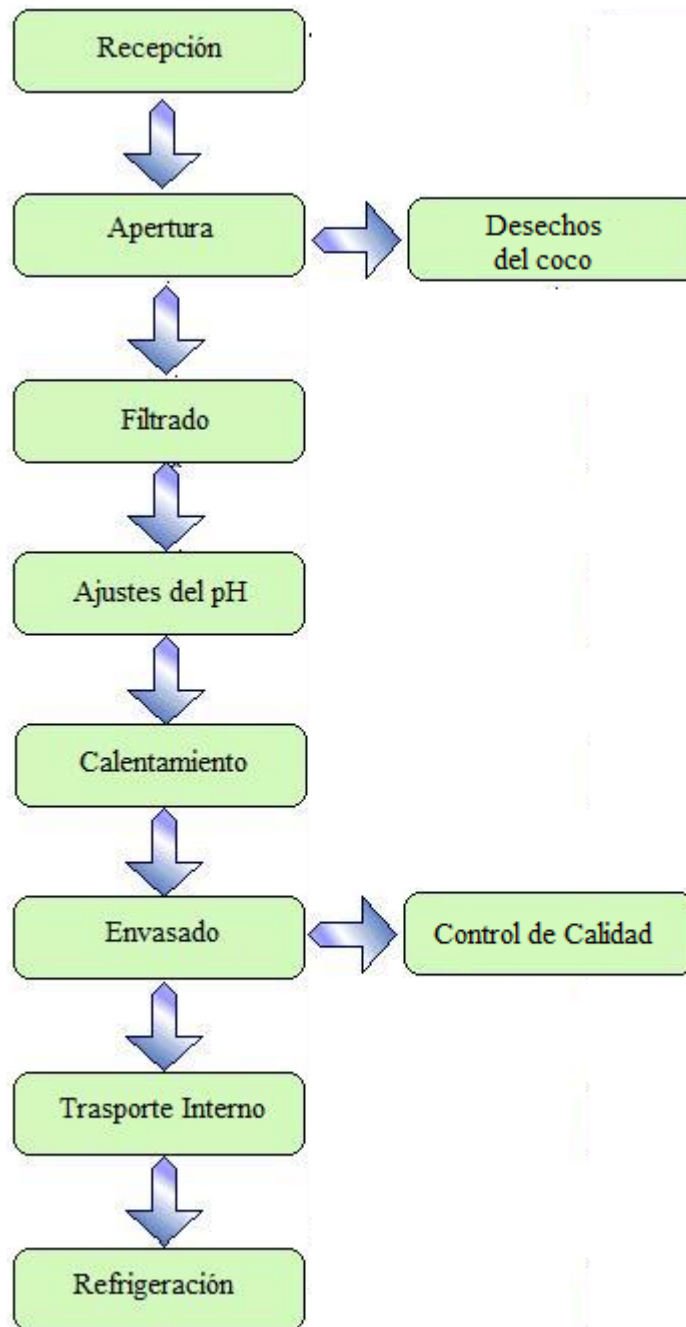 Recepción
Apertura
Desechos
del coco
Filtrado
Ajustes del pH
Calentamiento
Envasado
Control de Calidad
Trasporte Interno
Refrigeración